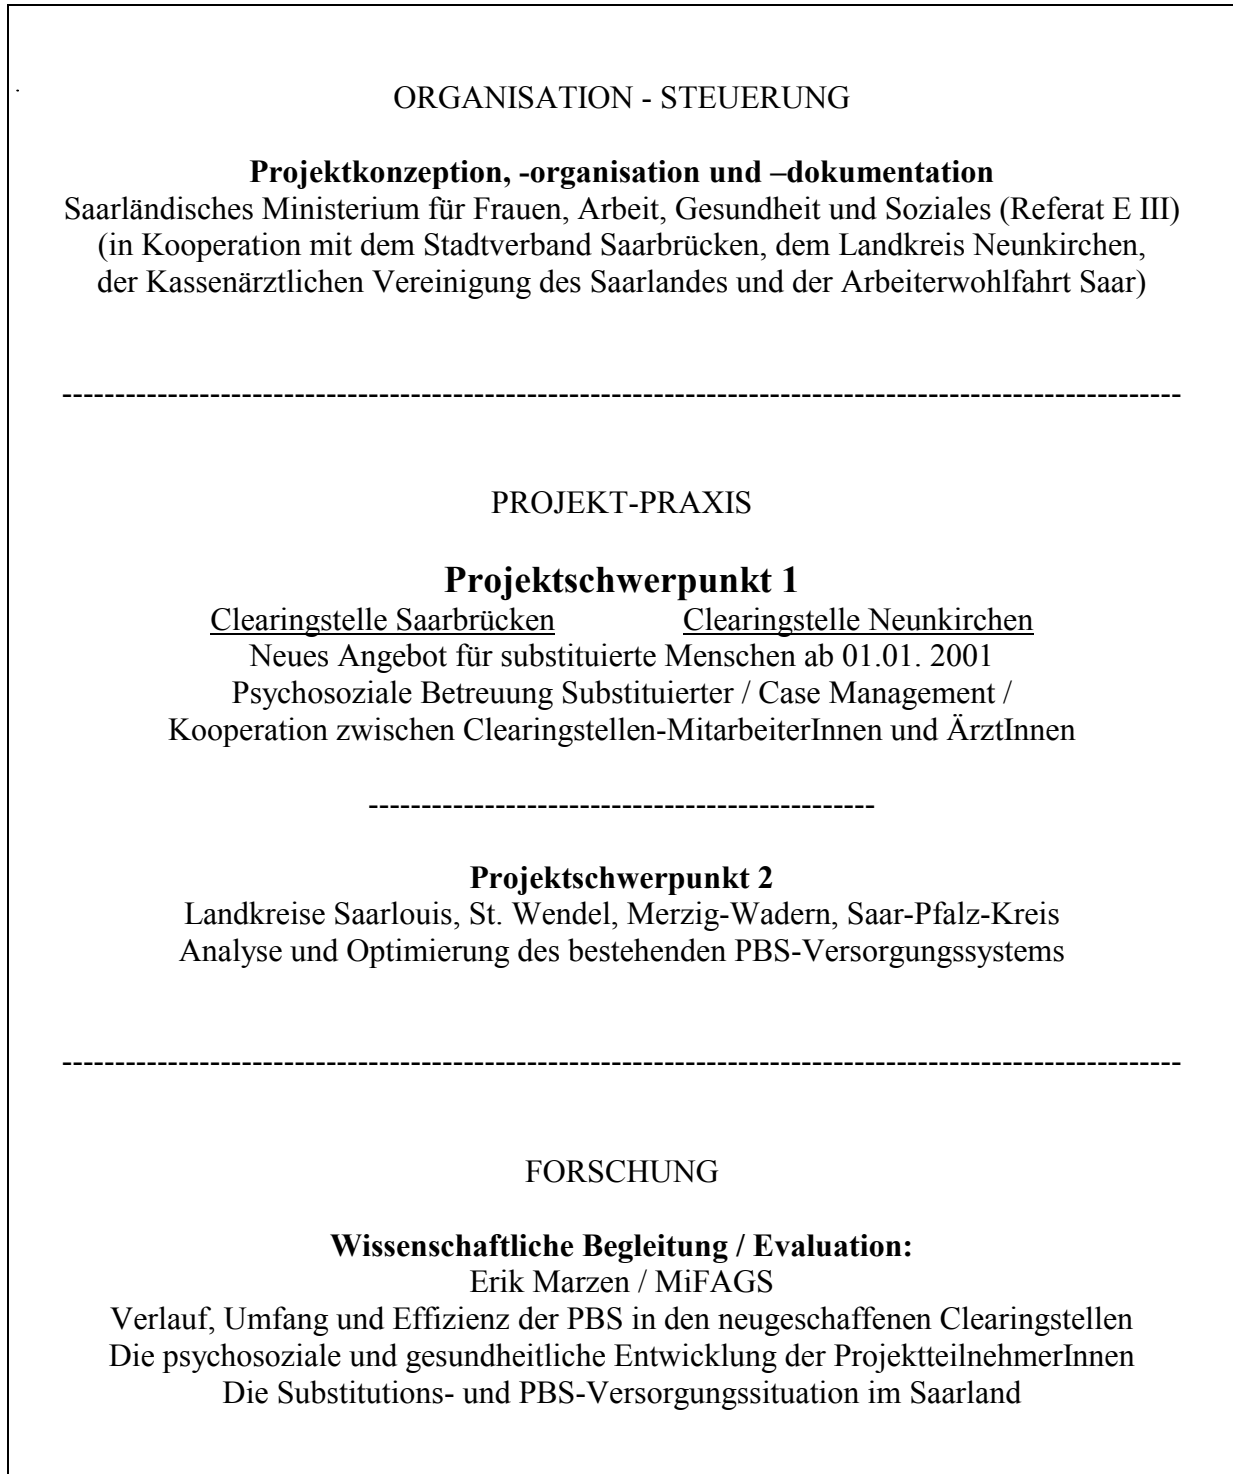 ORGANISATION - STEUERUNG
Projektkonzeption, -organisation und –dokumentation
Saarländisches Ministerium für Frauen, Arbeit, Gesundheit und Soziales (Referat E III)
(in Kooperation mit dem Stadtverband Saarbrücken, dem Landkreis Neunkirchen,
der Kassenärztlichen Vereinigung des Saarlandes und der Arbeiterwohlfahrt Saar)
PROJEKT-PRAXIS
Projektschwerpunkt 1
Clearingstelle Saarbrücken Clearingstelle Neunkirchen
Neues Angebot für substituierte Menschen ab 01.01. 2001
Psychosoziale Betreuung Substituierter / Case Management /
Kooperation zwischen Clearingstellen-MitarbeiterInnen und ÄrztInnen
Projektschwerpunkt 2
Landkreise Saarlouis, St. Wendel, Merzig-Wadern, Saar-Pfalz-Kreis
Analyse und Optimierung des bestehenden PBS-Versorgungssystems
FORSCHUNG
Wissenschaftliche Begleitung / Evaluation:
Erik Marzen / MiFAGS
Verlauf, Umfang und Effizienz der PBS in den neugeschaffenen Clearingstellen
Die psychosoziale und gesundheitliche Entwicklung der ProjektteilnehmerInnen
Die Substitutions- und PBS-Versorgungssituation im Saarland